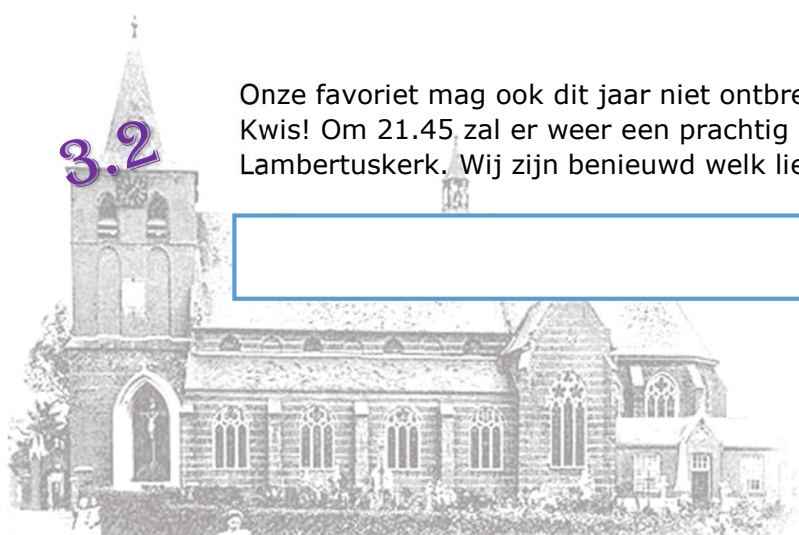 Onze favoriet mag ook dit jaar niet ontbre
Kwis! Om 21.45 zal er weer een prachtig
Lambertuskerk. Wij zijn benieuwd welk lie
3.2